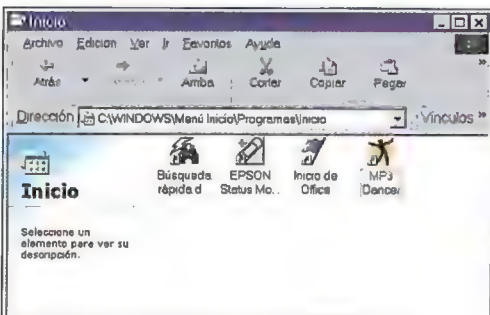 Inicio
Archivo Edición Ver Ir Favoritos Ayuda
Atrás Arriba Cortar Copiar Pegar
Dirección C:\WINDOWS\Menú Inicio\Programas\Inicio Vínculos »
Inicio
Seleccione un
elemento para ver su
descripción.
Búsqueda
rápida d
EPSON
Status Mo..
Inicio de
Office
MP3
Dancer